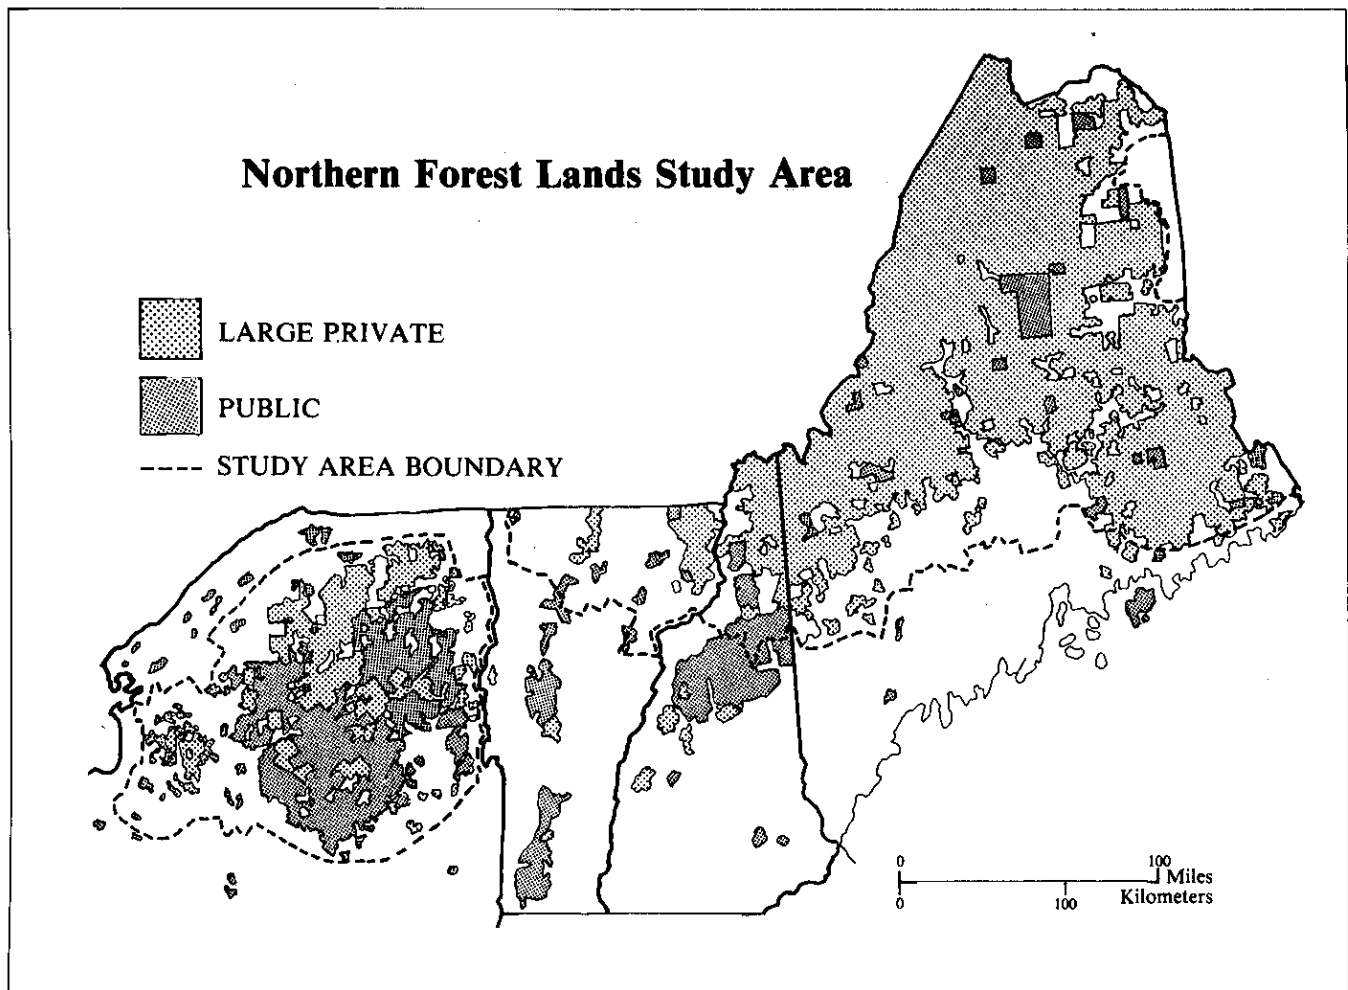 Northern Forest Lands Study Area
LARGE PRIVATE
PUBLIC
STUDY AREA BOUNDARY
0 100
Miles
Kilometers
0 100